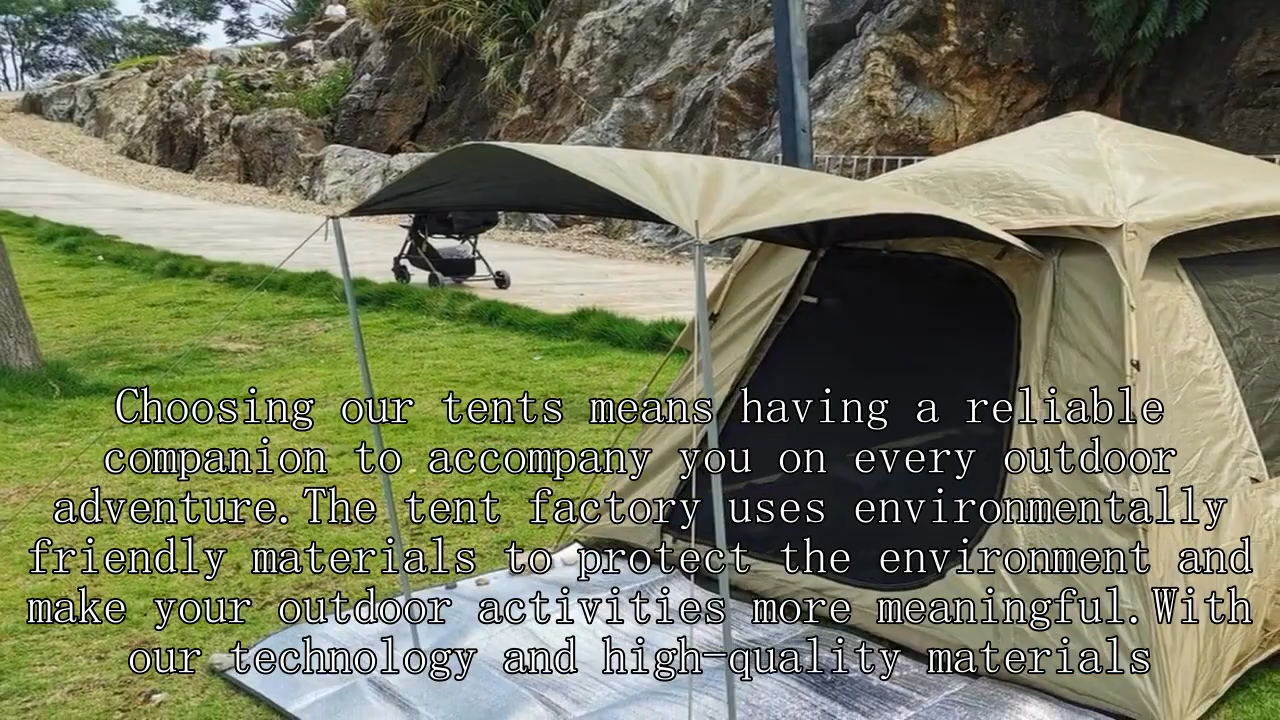 Choosing our tents means having a reliable
companion to accompany you on every outdoor
adventure.The tent factory uses environmentally
friendly materials to protect the environment and
make your outdoor activities more meaningful.With
our technology and high-quality materials